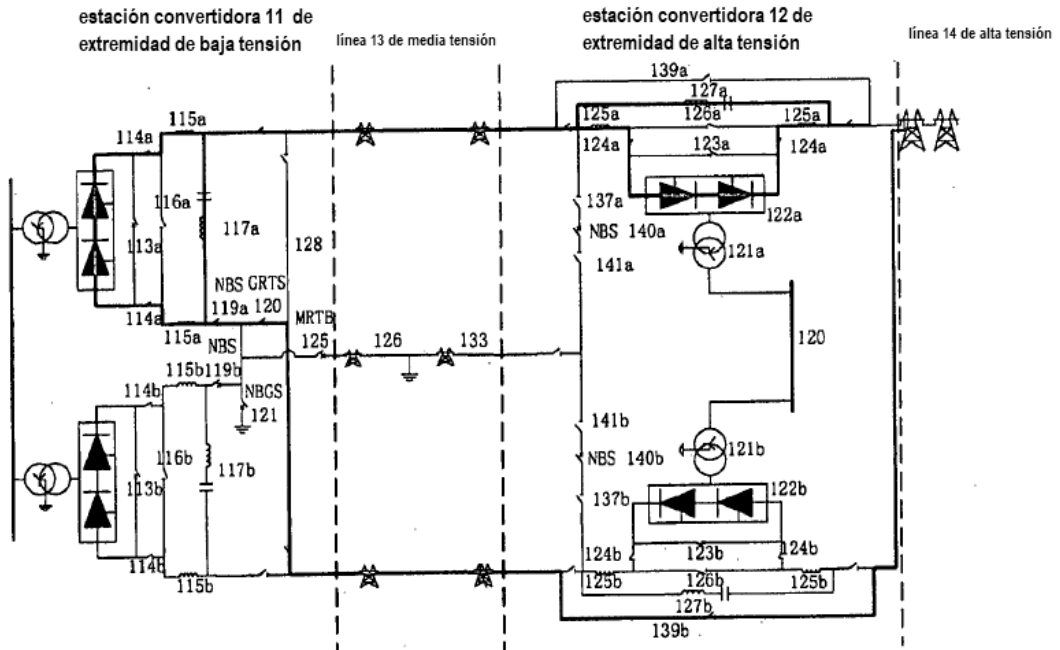 estación convertidora 11 de
extremidad de baja tensión
línea 13 de media tensión
estación convertidora 12 de
extremidad de alta tensión
línea 14 de alta tensión
139a
127a
115a
125a
126a
125a
114a
124a
123a
124a
116a
117a
113a
128
137a
122a
NBS 140a
121a
141a
NBS GRTS
119a 120
114a
115a
MRTB
125
126
133
120
NBS
115b 119b
114b
NBGS
121
141b
116b
117b
113b
NBS 140b
121b
122b
137b
114b
115b
124b
123b
124b
125b
126b
125b
127b
139b